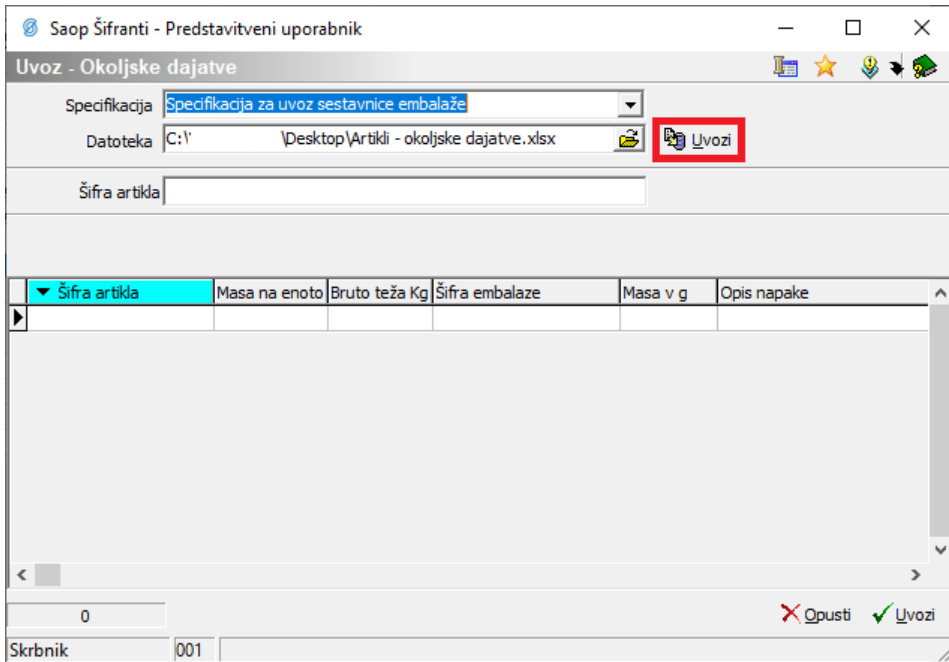 Saop Šifranti - Predstavitveni uporabnik
Uvoz - Okoljske dajatve
Specifikacija Specifikacija za uvoz sestavnice embalaže
Datoteka C:\' \Desktop\Artikli - okoljske dajatve.xlsx Uvozi
Šifra artikla
Šifra artikla Masa na enoto Bruto teža Kg Šifra embalaze Masa v g Opis napake
0 Opusti Uvozi
Skrbnik 001